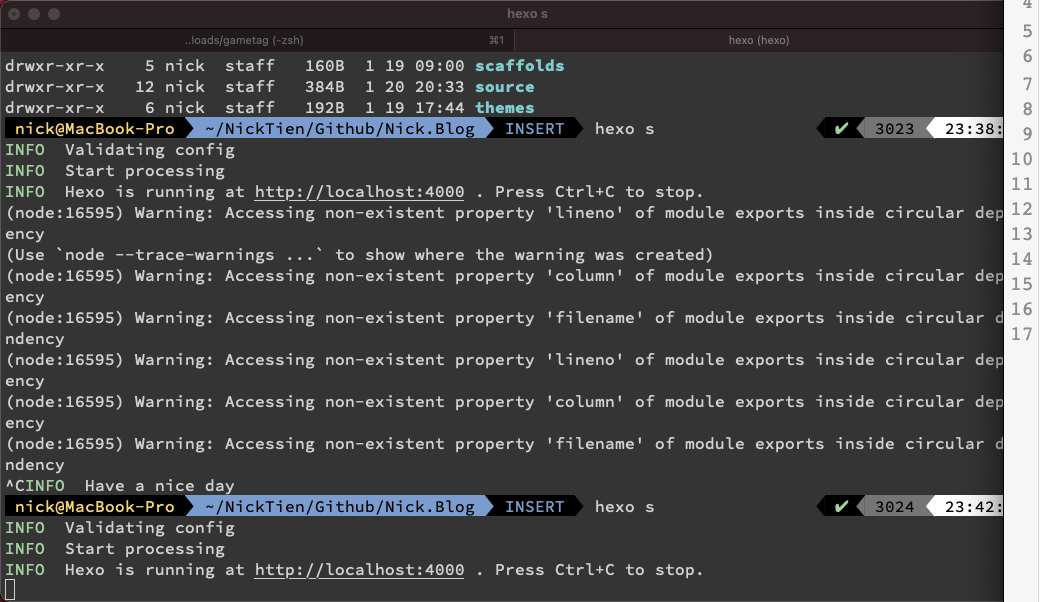 hexo s
..loads/gametag (-zsh) ⌘1 hexo (hexo)
drwxr-xr-x 5 nick staff 160B 1 19 09:00 scaffolds
drwxr-xr-x 12 nick staff 384B 1 20 20:33 source
drwxr-xr-x 6 nick staff 192B 1 19 17:44 themes
nick@MacBook-Pro ~/NickTien/Github/Nick.Blog INSERT hexo s ✔ 3023 23:38:
INFO Validating config
INFO Start processing
INFO Hexo is running at http://localhost:4000 . Press Ctrl+C to stop.
(node:16595) Warning: Accessing non-existent property 'lineno' of module exports inside circular dep
ency
(Use `node --trace-warnings ...` to show where the warning was created)
(node:16595) Warning: Accessing non-existent property 'column' of module exports inside circular dep
ency
(node:16595) Warning: Accessing non-existent property 'filename' of module exports inside circular d
ndency
(node:16595) Warning: Accessing non-existent property 'lineno' of module exports inside circular dep
ency
(node:16595) Warning: Accessing non-existent property 'column' of module exports inside circular dep
ency
(node:16595) Warning: Accessing non-existent property 'filename' of module exports inside circular d
ndency
^CINFO Have a nice day
nick@MacBook-Pro ~/NickTien/Github/Nick.Blog INSERT hexo s ✔ 3024 23:42:
INFO Validating config
INFO Start processing
INFO Hexo is running at http://localhost:4000 . Press Ctrl+C to stop.
4
5
6
7
8
9
10
11
12
13
14
15
16
17